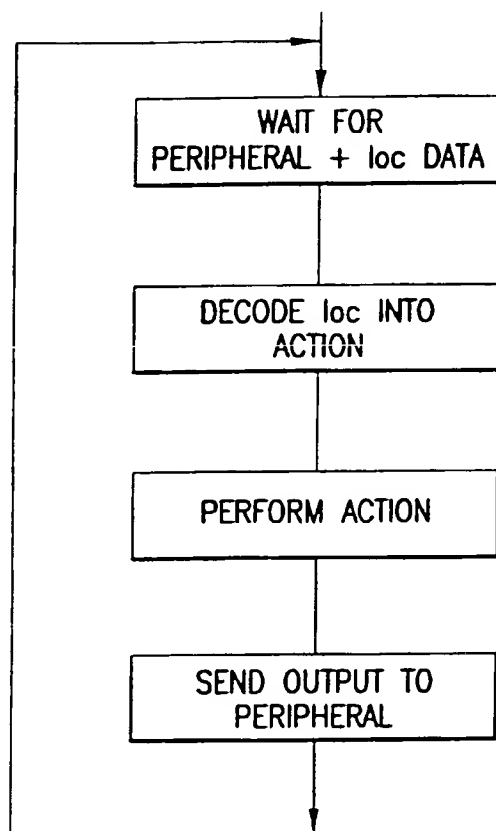 WAIT FOR
PERIPHERAL + loc DATA
DECODE loc INTO
ACTION
PERFORM ACTION
SEND OUTPUT TO
PERIPHERAL